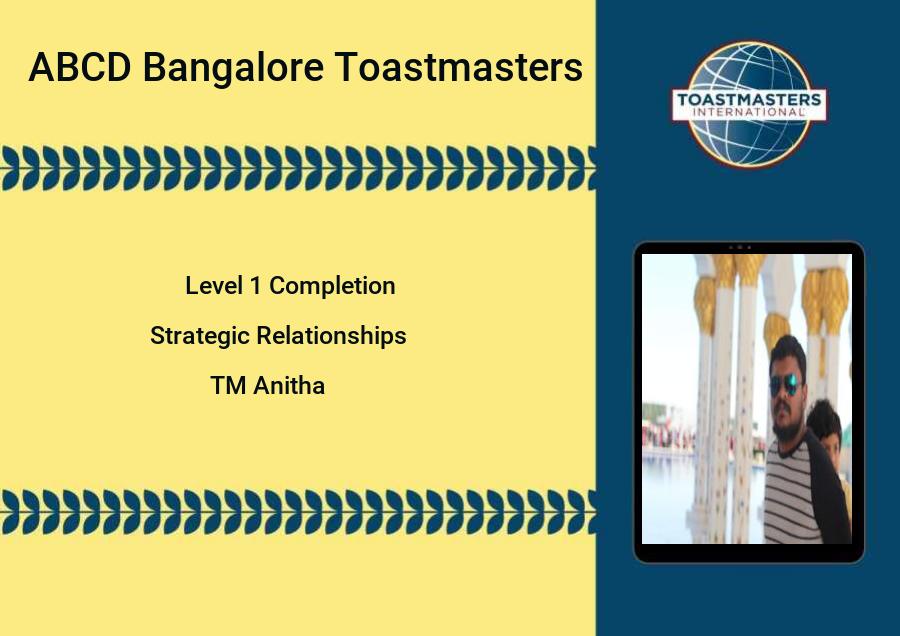 ABCD Bangalore Toastmasters
TOASTMASTERS
INTERNATIONAL
Level 1 Completion
Strategic Relationships
TM Anitha